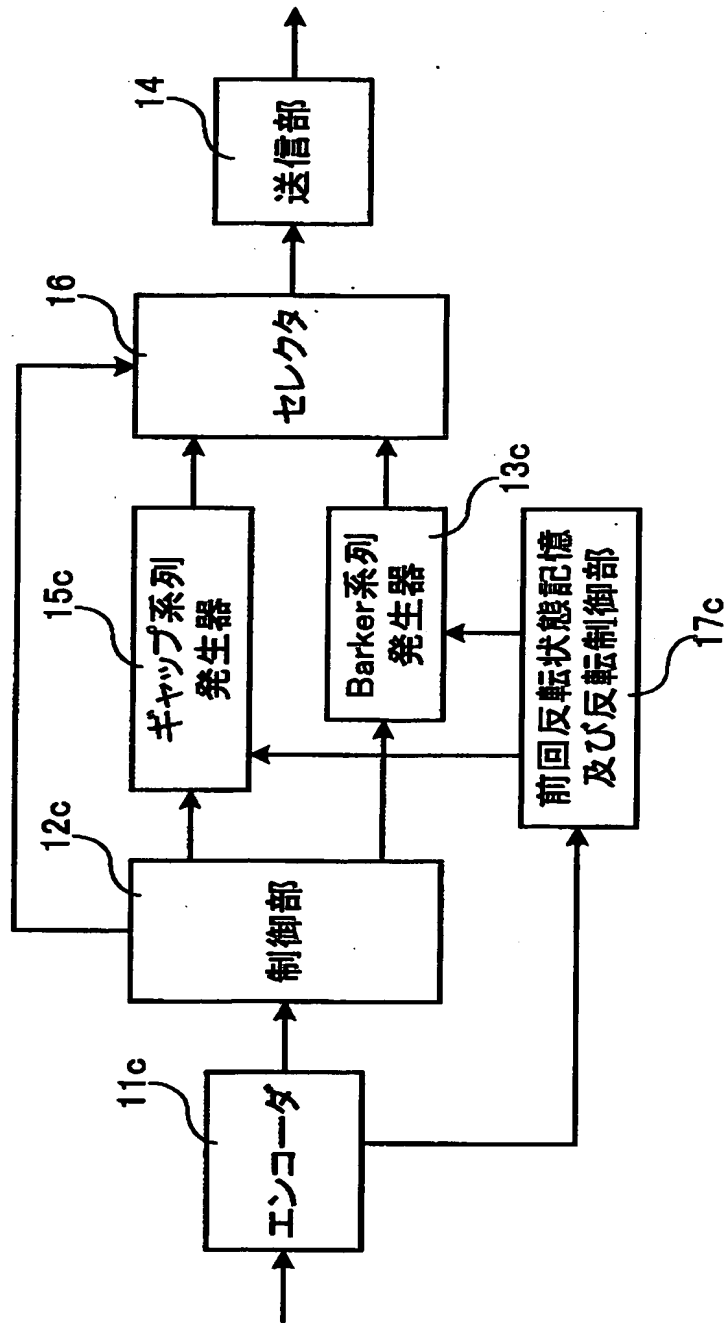 11c
エンコーダ
12c
制御部
15c
ギャップ系列
発生器
13c
Barker系列
発生器
17c
前回反転状態記憶
及び反転制御部
16
セレクタ
14
送信部